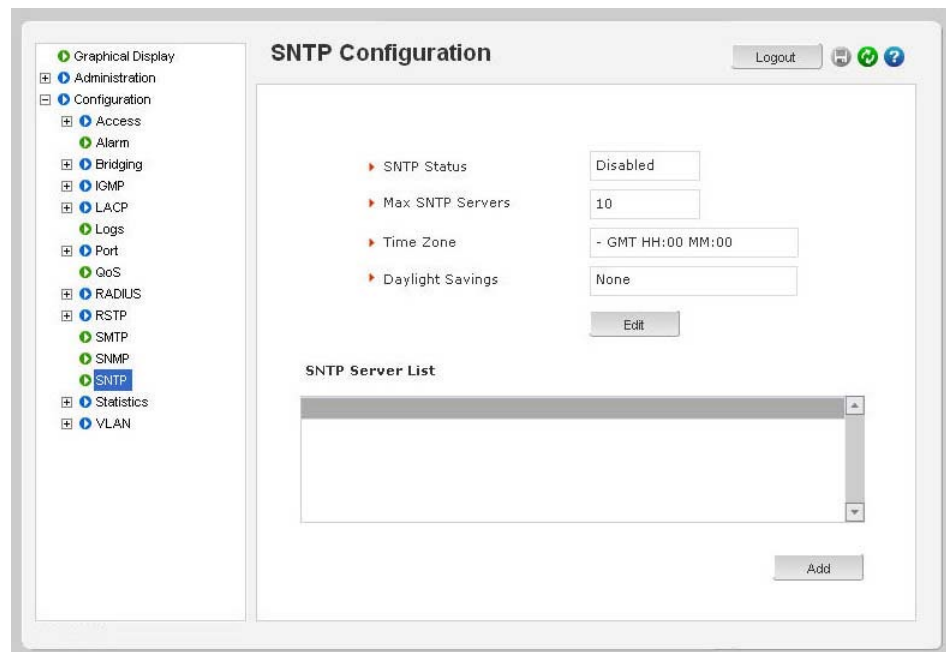 Graphical Display
Administration
Configuration
Access
Alarm
Bridging
IGMP
LACP
Logs
Port
QoS
RADIUS
RSTP
SMTP
SNMP
SNTP
Statistics
VLAN
SNTP Configuration
Logout
SNTP Status
Disabled
Max SNTP Servers
10
Time Zone
- GMT HH:00 MM:00
Daylight Savings
None
Edit
SNTP Server List
Add